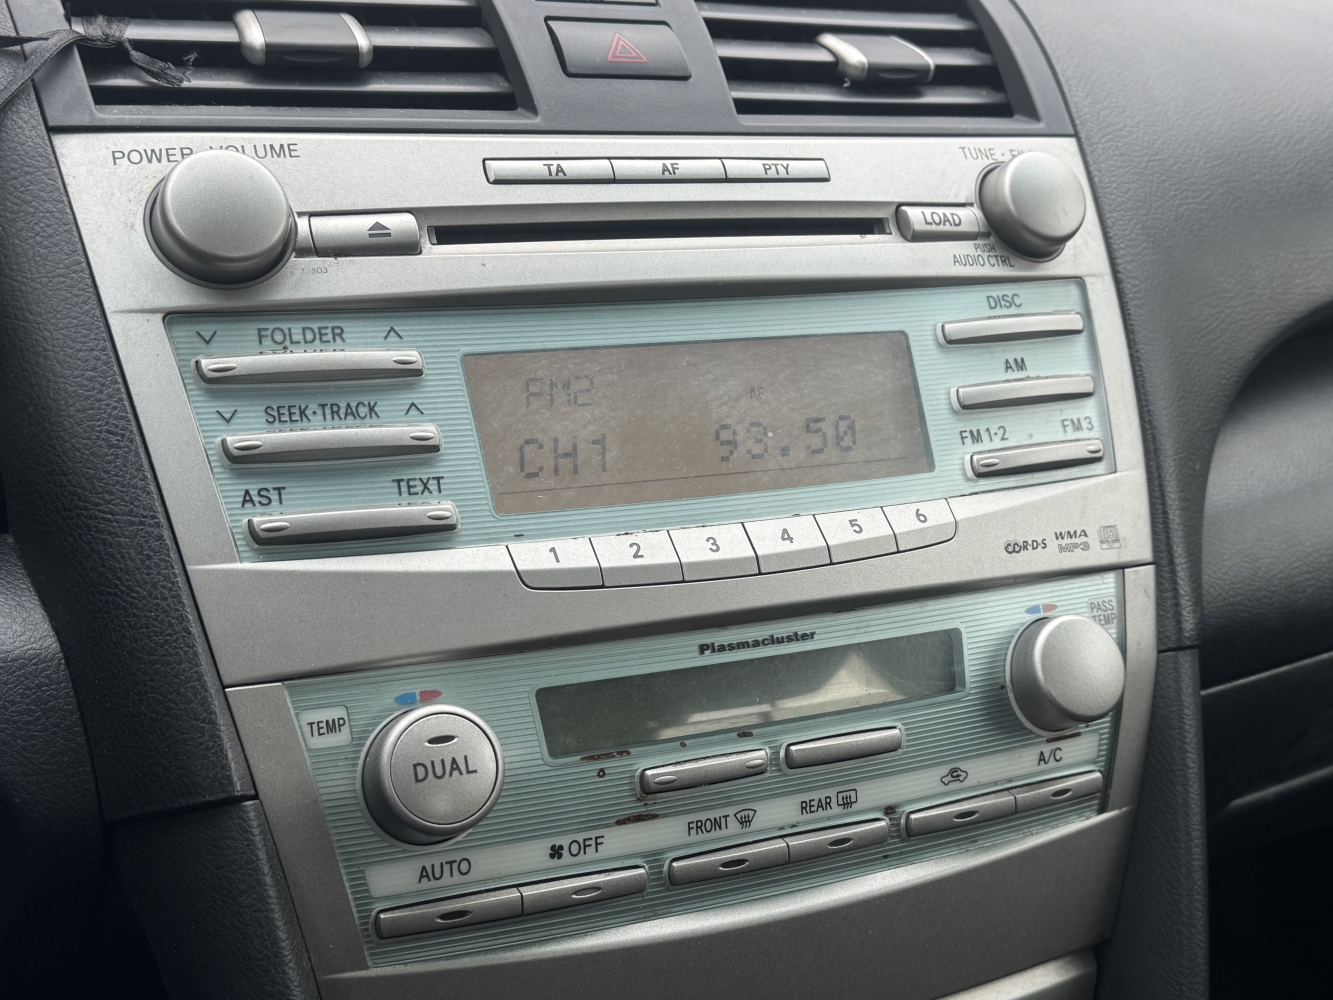 POWER VOLUME
TA AF PTY
TUNE
LOAD
PUSH
AUDIO CTRL
11803
FOLDER
DISC
FM2 AF
AM
SEEK·TRACK
CH1 93.50
FM1·2 FM3
AST TEXT
1 2 3 4 5 6
R·D·S WMA
MP3
Plasmacluster
PASS
TEMP
TEMP
DUAL
A/C
REAR
FRONT
OFF
AUTO